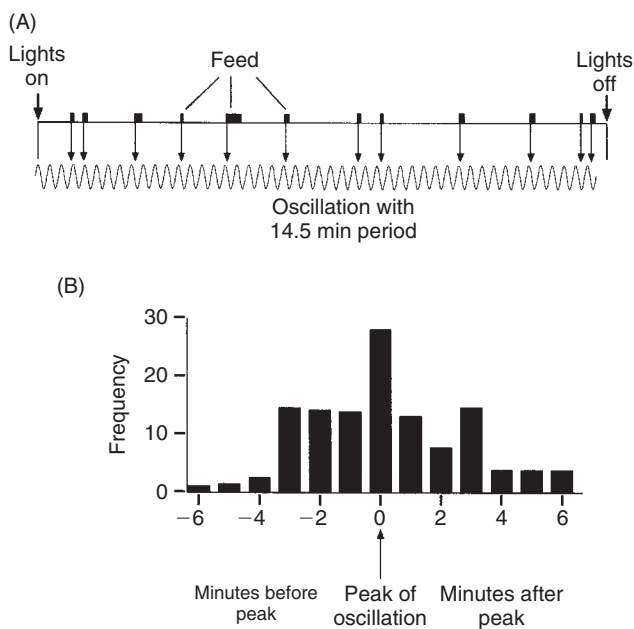 (A)
Lights
on
Feed
Lights
off
Oscillation with
14.5 min period
(B)
30
20
10
0
Frequency
−6 −4 −2 0 2 4 6
Minutes before
peak
Peak of
oscillation
Minutes after
peak